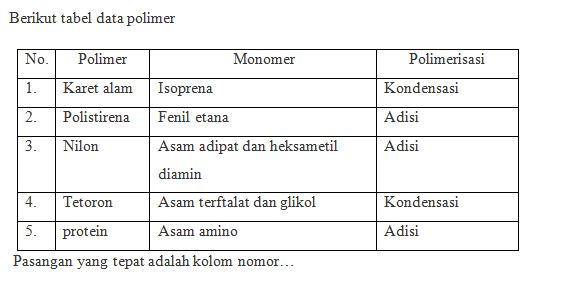 Berikut tabel data polimer
No. Polimer Monomer Polimerisasi
1. Karet alam Isoprena Kondensasi
2. Polistirena Fenil etana Adisi
3. Nilon Asam adipat dan heksametil Adisi
diamin
4. Tetoron Asam terftalat dan glikol Kondensasi
5. protein Asam amino Adisi
Pasangan yang tepat adalah kolom nomor…